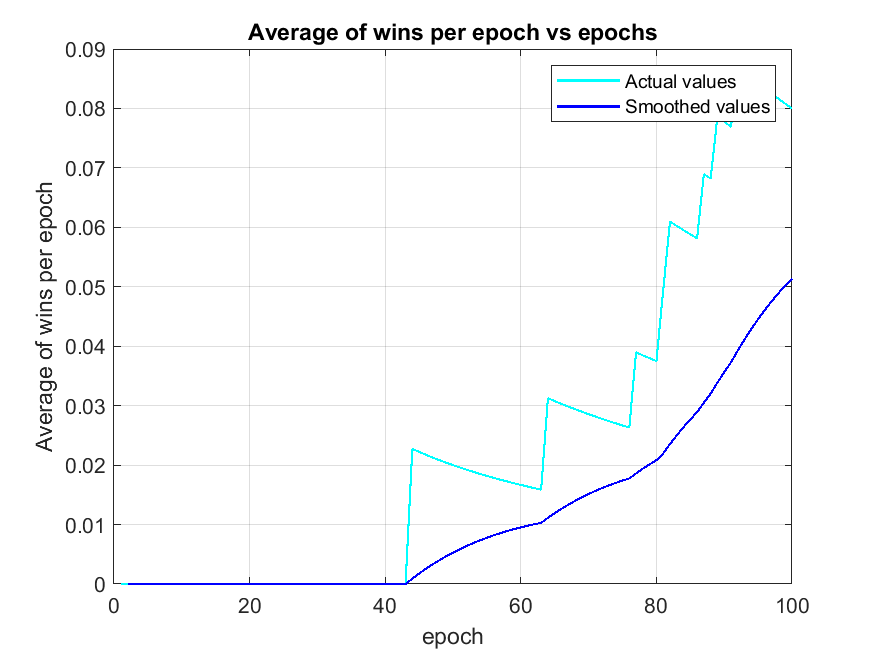 Average of wins per epoch vs epochs
0.09
0.08
0.07
0.06
0.05
0.04
0.03
0.02
0.01
0
Average of wins per epoch
Actual values
Smoothed values
0 20 40 60 80 100
epoch